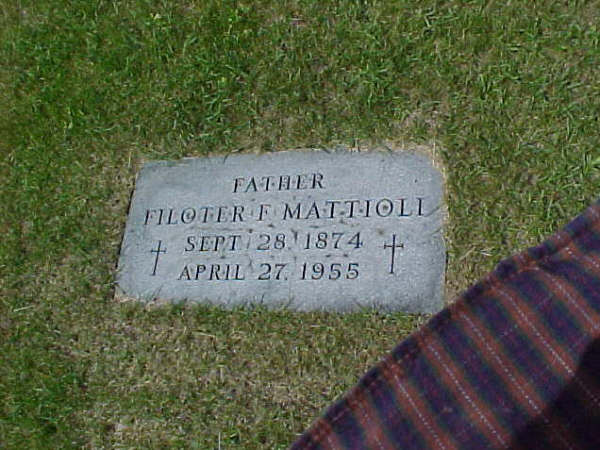 FATHER
FILOTER F MATTIOLI
SEPT 28, 1874
APRIL 27, 1955